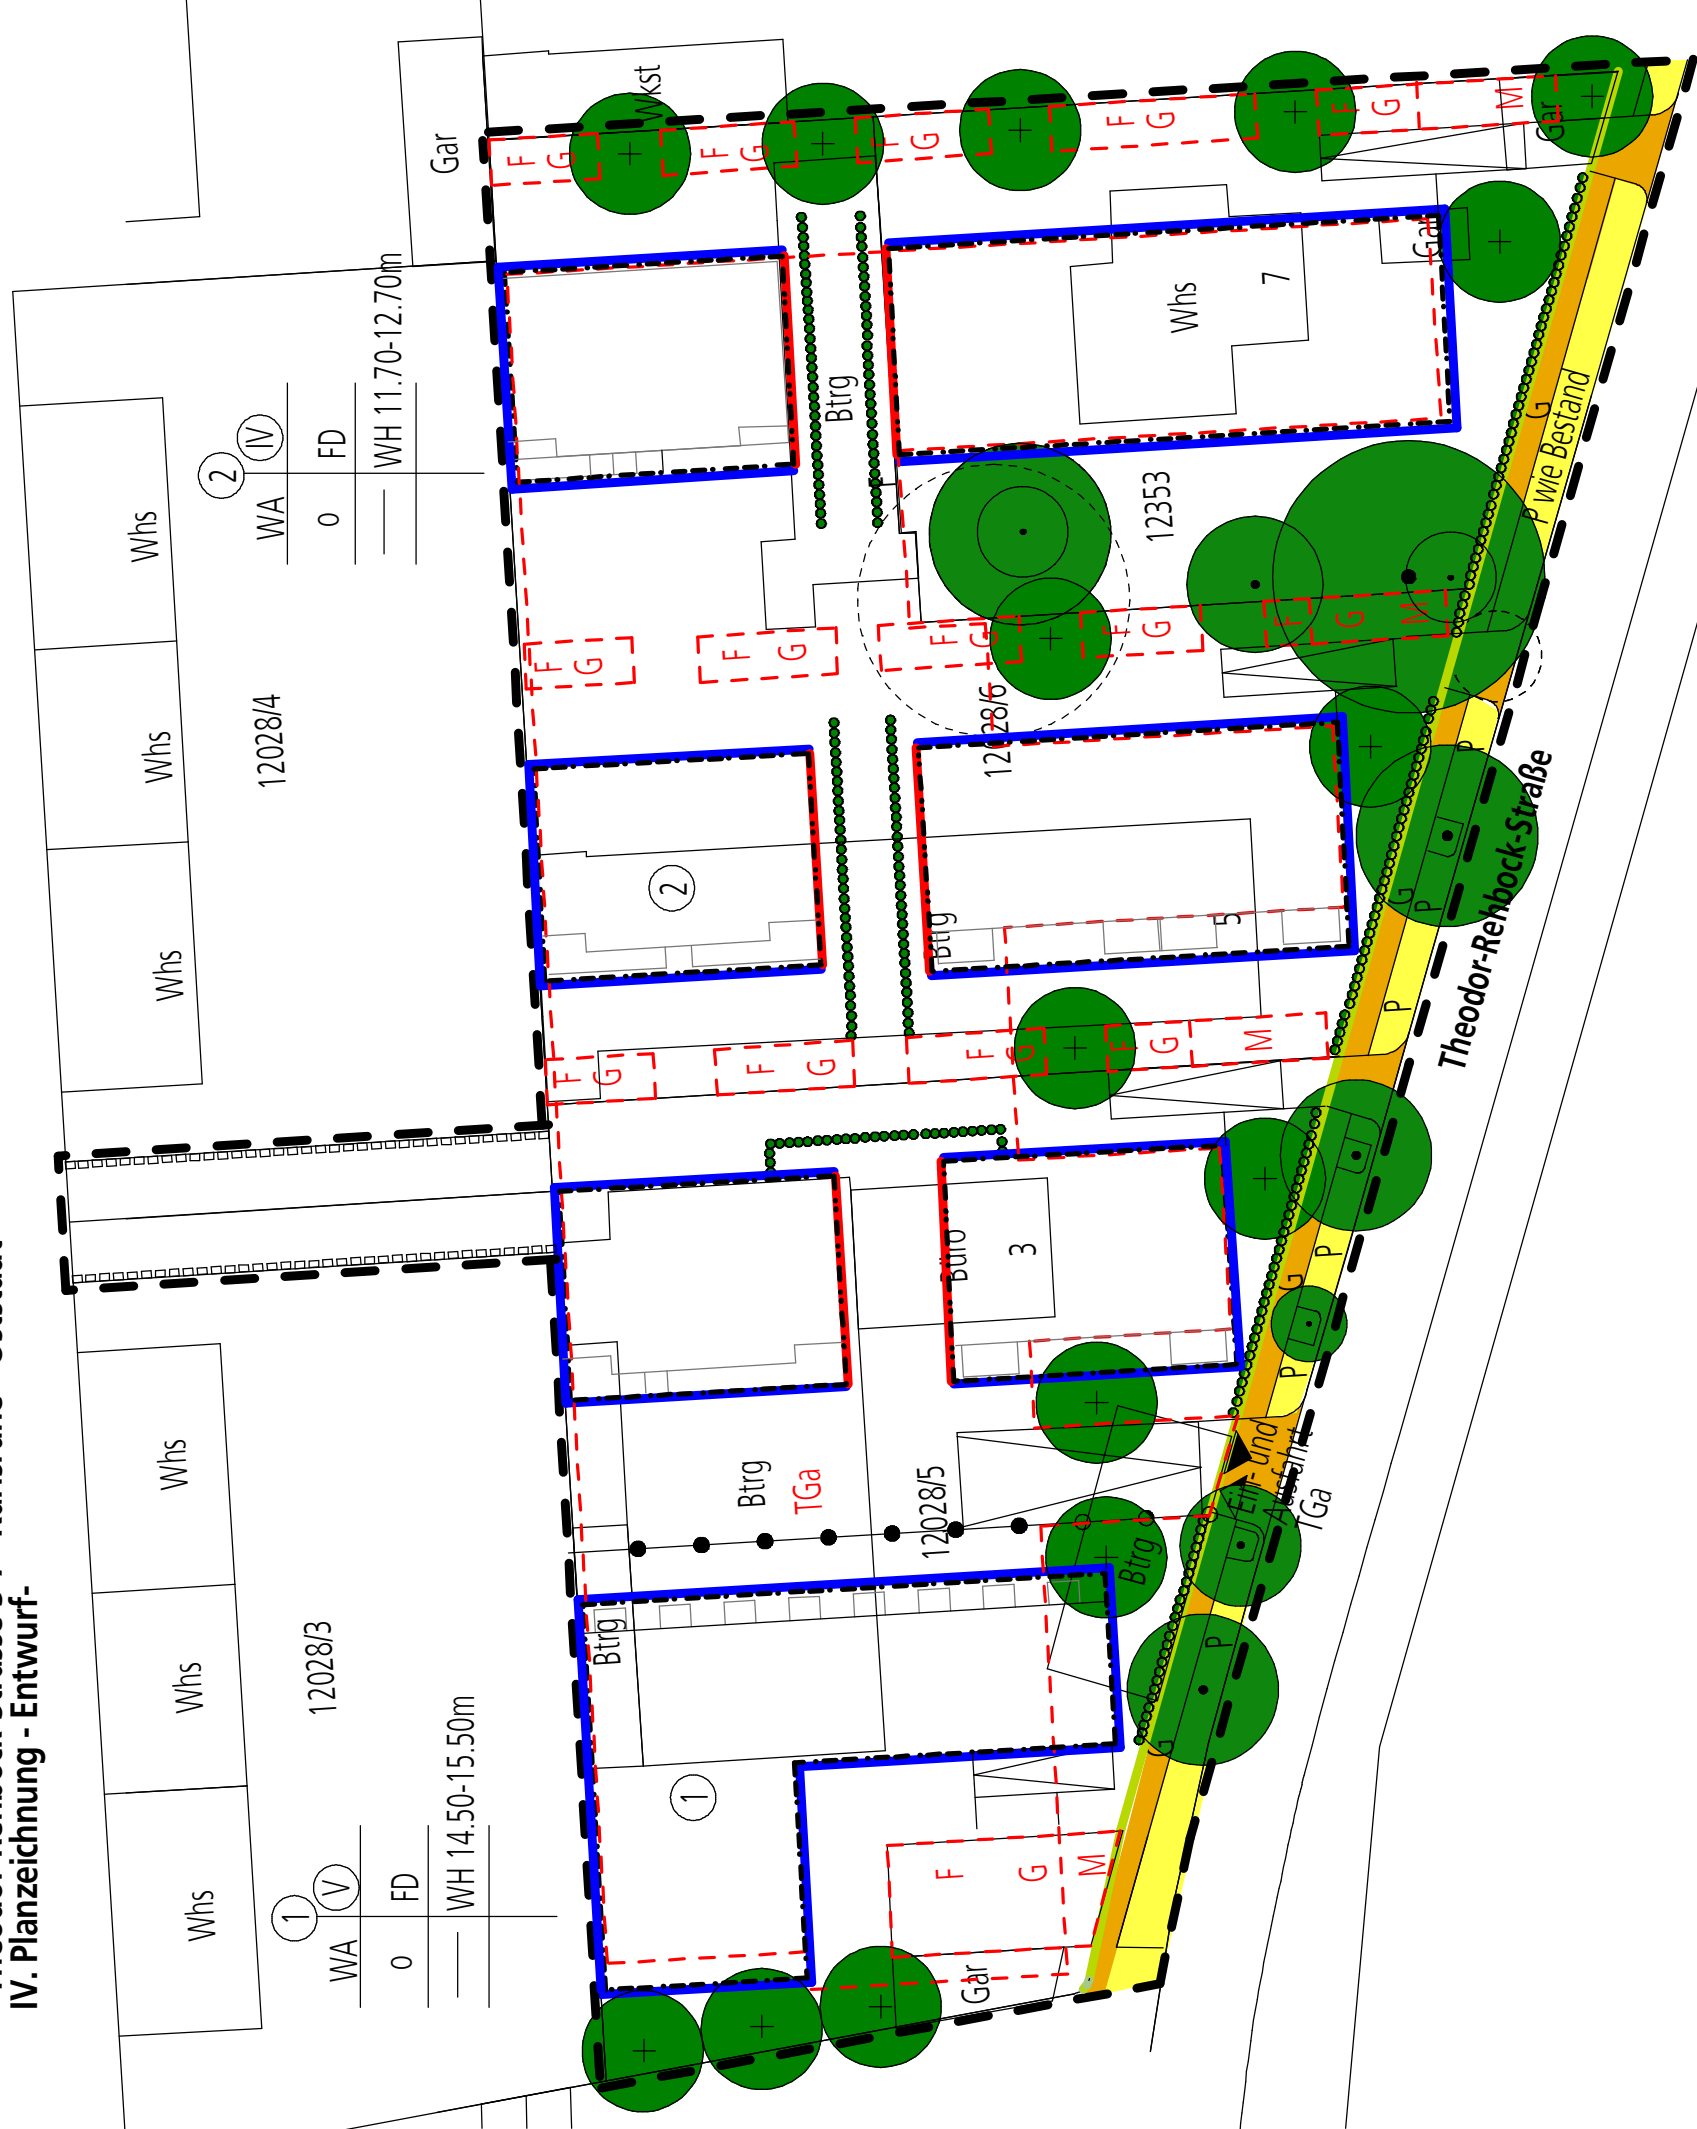 IV. Planzeichnung - Entwurf-
Gar
Wkst
Whs
Whs
Whs
Whs
Whs
Whs
12028/4
12028/3
2
IV
WA
o
FD
WH 11.70-12.70m
1
V
WA
o
FD
WH 14.50-15.50m
F
G
F
G
F
G
F
G
F
G
M
Gar
Gar
Btrg
Whs
7
12353
F
G
F
G
F
G
F
G
F
G
M
12028/6
2
Btrg
5
F
G
F
G
F
G
F
G
M
Büro
3
Btrg
TGa
12028/5
Btrg
Btrg
1
F
G
M
Gar
G
P wie Bestand
P
G
P
P
P
G
P
Ein- und
Ausfahrt
TGa
P
G
Theodor-Rehbock-Straße